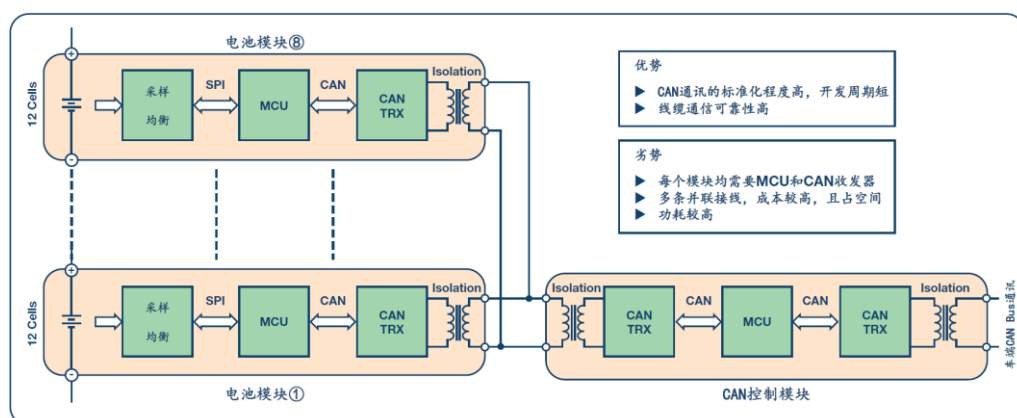 电池模块⑧
12 Cells
采样
均衡
SPI
MCU
CAN
CAN
TRX
Isolation
优势
▶ CAN通讯的标准化程度高，开发周期短
▶ 线缆通信可靠性高
劣势
▶ 每个模块均需要MCU和CAN收发器
▶ 多条并联接线，成本较高，且占空间
▶ 功耗较高
12 Cells
采样
均衡
SPI
MCU
CAN
CAN
TRX
Isolation
电池模块①
Isolation
CAN
TRX
CAN
MCU
CAN
CAN
TRX
Isolation
车端CAN Bus通讯
CAN控制模块